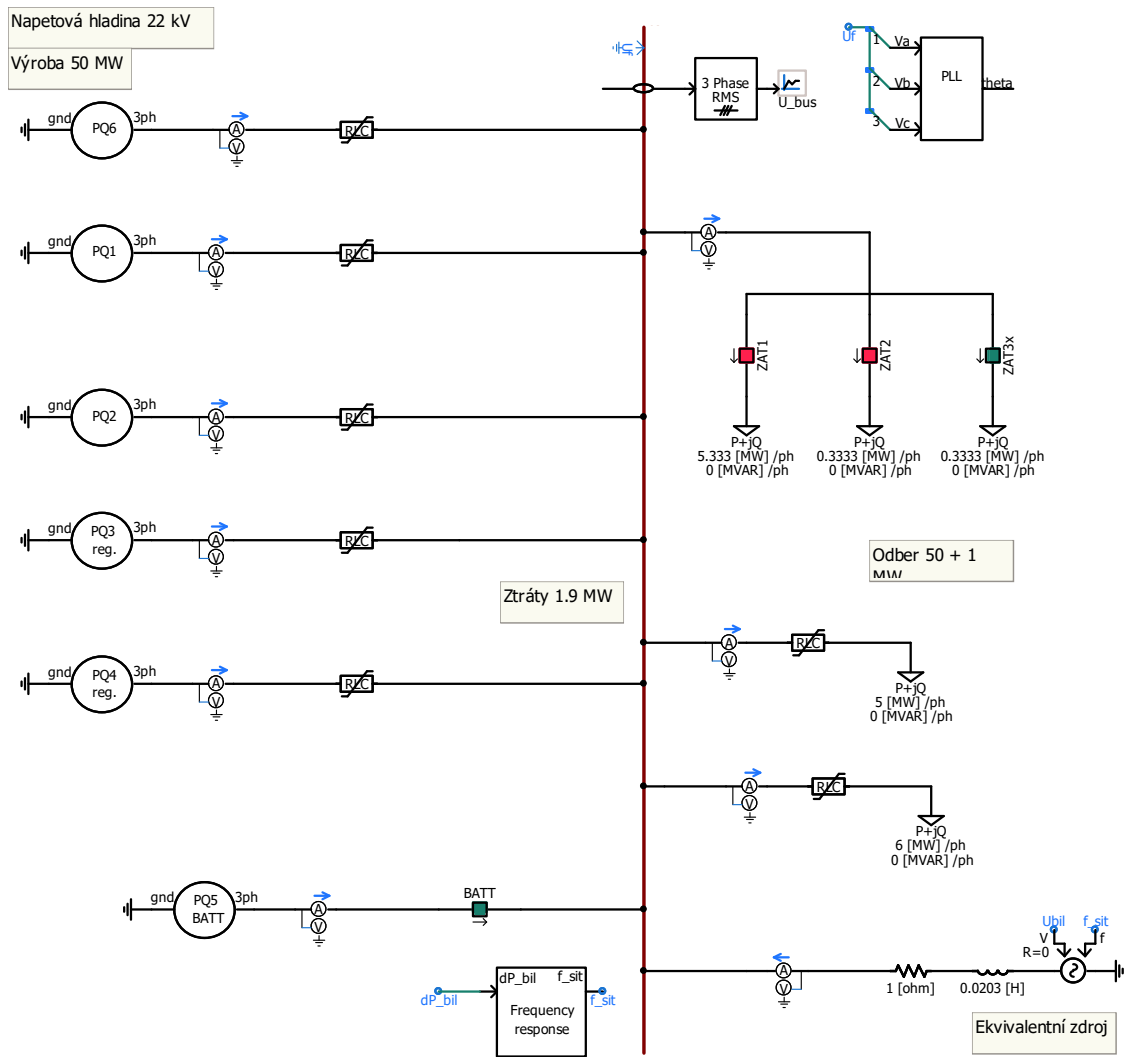 Napetová hladina 22 kV
Výroba 50 MW
Uf
3 Phase
RMS
U_bus
Uf
1
2
3
Va
Vb
Vc
PLL
theta
gnd
PQ6
3ph
A
V
RLC
gnd
PQ1
3ph
A
V
RLC
A
V
ZAT1
ZAT2
ZAT3x
gnd
PQ2
3ph
A
V
RLC
P+jQ
5.333 [MW] /ph
0 [MVAR] /ph
P+jQ
0.3333 [MW] /ph
0 [MVAR] /ph
P+jQ
0.3333 [MW] /ph
0 [MVAR] /ph
gnd
PQ3
reg.
3ph
A
V
RLC
Odber 50 + 1
MW
Ztráty 1.9 MW
gnd
PQ4
reg.
3ph
A
V
RLC
A
V
RLC
P+jQ
5 [MW] /ph
0 [MVAR] /ph
A
V
RLC
P+jQ
6 [MW] /ph
0 [MVAR] /ph
gnd
PQ5
BATT
3ph
A
V
BATT
Ubil
f_sit
V
f
R=0
A
V
1 [ohm]
0.0203 [H]
dP_bil
dP_bil
f_sit
Frequency
response
f_sit
Ekvivalentní zdroj